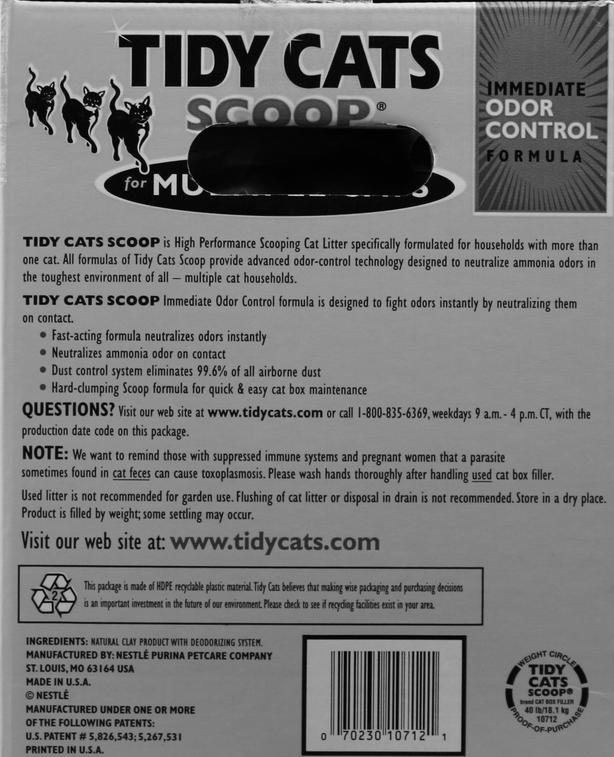 TIDY CATS
SCOOP®
for MU
IMMEDIATE
ODOR
CONTROL
FORMULA
TIDY CATS SCOOP is High Performance Scooping Cat Litter specifically formulated for households with more than
one cat. All formulas of Tidy Cats Scoop provide advanced odor-control technology designed to neutralize ammonia odors in
the toughest environment of all – multiple cat households.
TIDY CATS SCOOP Immediate Odor Control formula is designed to fight odors instantly by neutralizing them
on contact.
• Fast-acting formula neutralizes odors instantly
• Neutralizes ammonia odor on contact
• Dust control system eliminates 99.6% of all airborne dust
• Hard-clumping Scoop formula for quick & easy cat box maintenance
QUESTIONS? Visit our web site at www.tidycats.com or call 1-800-835-6369, weekdays 9 a.m. - 4 p.m. CT, with the
production date code on this package.
NOTE: We want to remind those with suppressed immune systems and pregnant women that a parasite
sometimes found in cat feces can cause toxoplasmosis. Please wash hands thoroughly after handling used cat box filler.
Used litter is not recommended for garden use. Flushing of cat litter or disposal in drain is not recommended. Store in a dry place.
Product is filled by weight; some settling may occur.
Visit our web site at: www.tidycats.com
2
This package is made of HDPE recyclable plastic material. Tidy Cats believes that making wise packaging and purchasing decisions
is an important investment in the future of our environment. Please check to see if recycling facilities exist in your area.
INGREDIENTS: NATURAL CLAY PRODUCT WITH DEODORIZING SYSTEM.
MANUFACTURED BY: NESTLÉ PURINA PETCARE COMPANY
ST. LOUIS, MO 63164 USA
MADE IN U.S.A.
© NESTLÉ
MANUFACTURED UNDER ONE OR MORE
OF THE FOLLOWING PATENTS:
U.S. PATENT # 5,826,543; 5,267,531
PRINTED IN U.S.A.
0 70230 10712 1
WEIGHT CIRCLE
TIDY
CATS
SCOOP®
brand CAT BOX FILLER
40 lb/18.1 kg
10712
PROOF-OF-PURCHASE